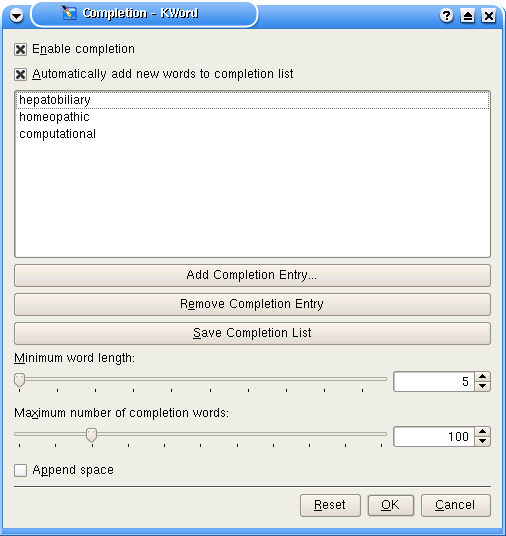 Completion - KWord
?
Enable completion
Automatically add new words to completion list
hepatobiliary
homeopathic
computational
Add Completion Entry...
Remove Completion Entry
Save Completion List
Minimum word length:
5
Maximum number of completion words:
100
Append space
Reset OK Cancel